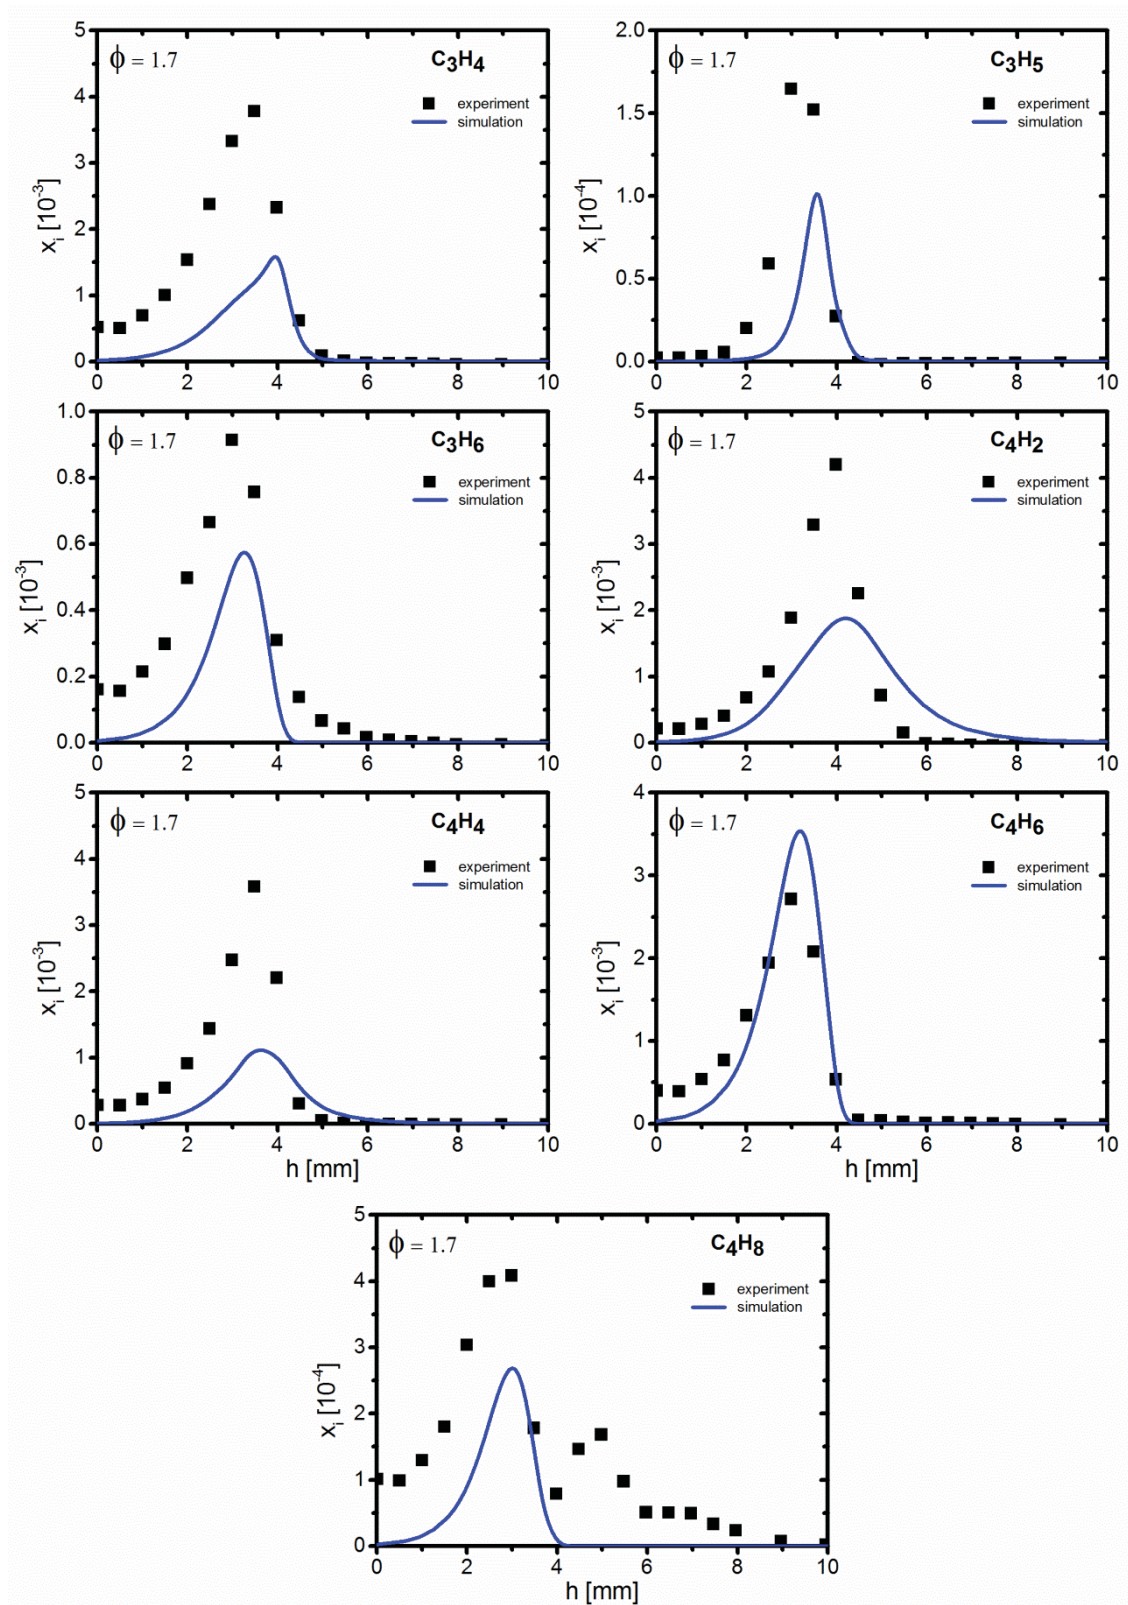 ϕ = 1.7
C3H4
experiment
simulation
xi [10-3]
5
4
3
2
1
0
0 2 4 6 8 10
ϕ = 1.7
C3H5
experiment
simulation
xi [10-4]
2.0
1.5
1.0
0.5
0.0
0 2 4 6 8 10
ϕ = 1.7
C3H6
experiment
simulation
xi [10-3]
1.0
0.8
0.6
0.4
0.2
0.0
0 2 4 6 8 10
ϕ = 1.7
C4H2
experiment
simulation
xi [10-3]
5
4
3
2
1
0
0 2 4 6 8 10
ϕ = 1.7
C4H4
experiment
simulation
xi [10-3]
5
4
3
2
1
0
0 2 4 6 8 10
h [mm]
ϕ = 1.7
C4H6
experiment
simulation
xi [10-3]
4
3
2
1
0
0 2 4 6 8 10
h [mm]
ϕ = 1.7
C4H8
experiment
simulation
xi [10-4]
5
4
3
2
1
0
0 2 4 6 8 10
h [mm]